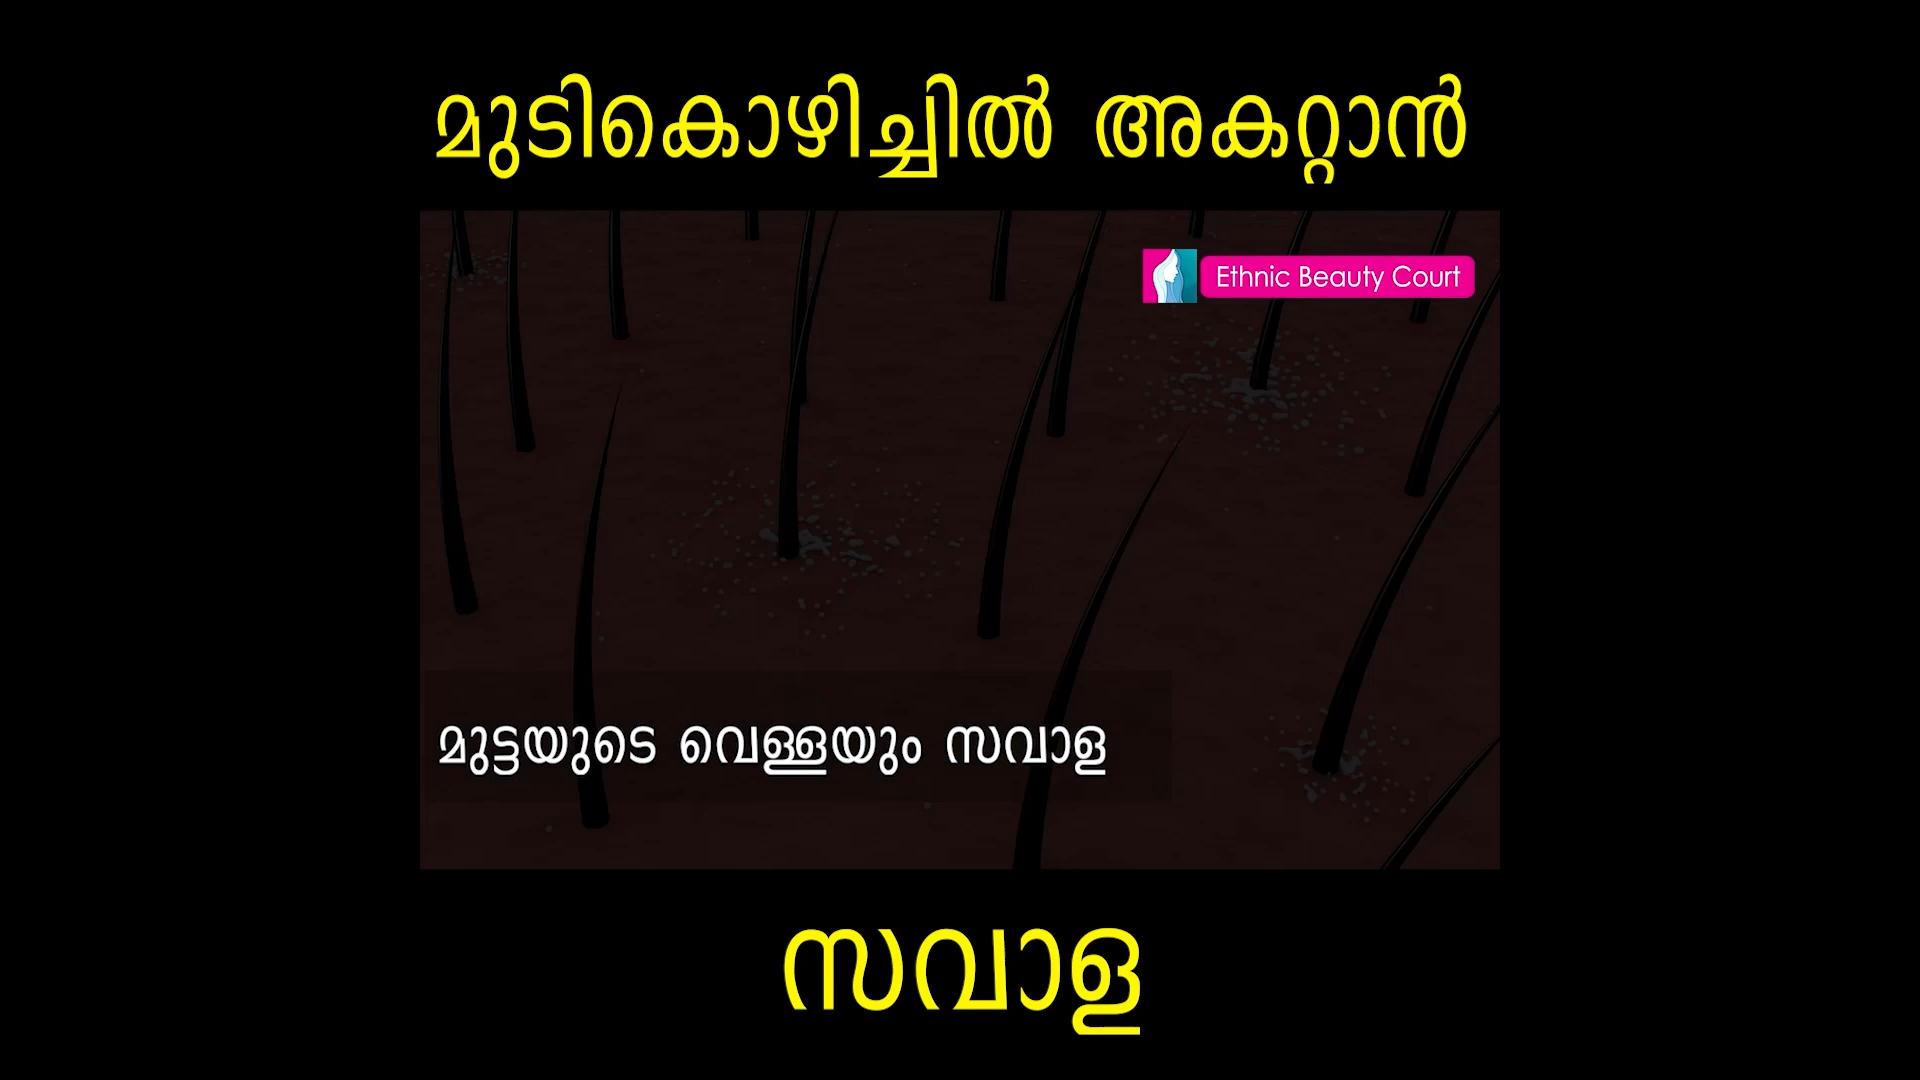 മുടികൊഴിച്ചിൽ അകറ്റാൻ
Ethnic Beauty Court
മുട്ടയുടെ വെള്ളയും സവാള
സവാള